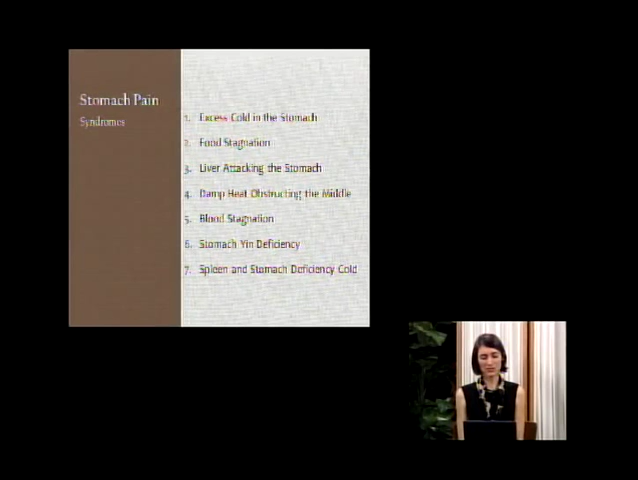 Stomach Pain
Syndromes
1. Excess Cold in the Stomach
2. Food Stagnation
3. Liver Attacking the Stomach
4. Damp Heat Obstructing the Middle
5. Blood Stagnation
6. Stomach Yin Deficiency
7. Spleen and Stomach Deficiency Cold